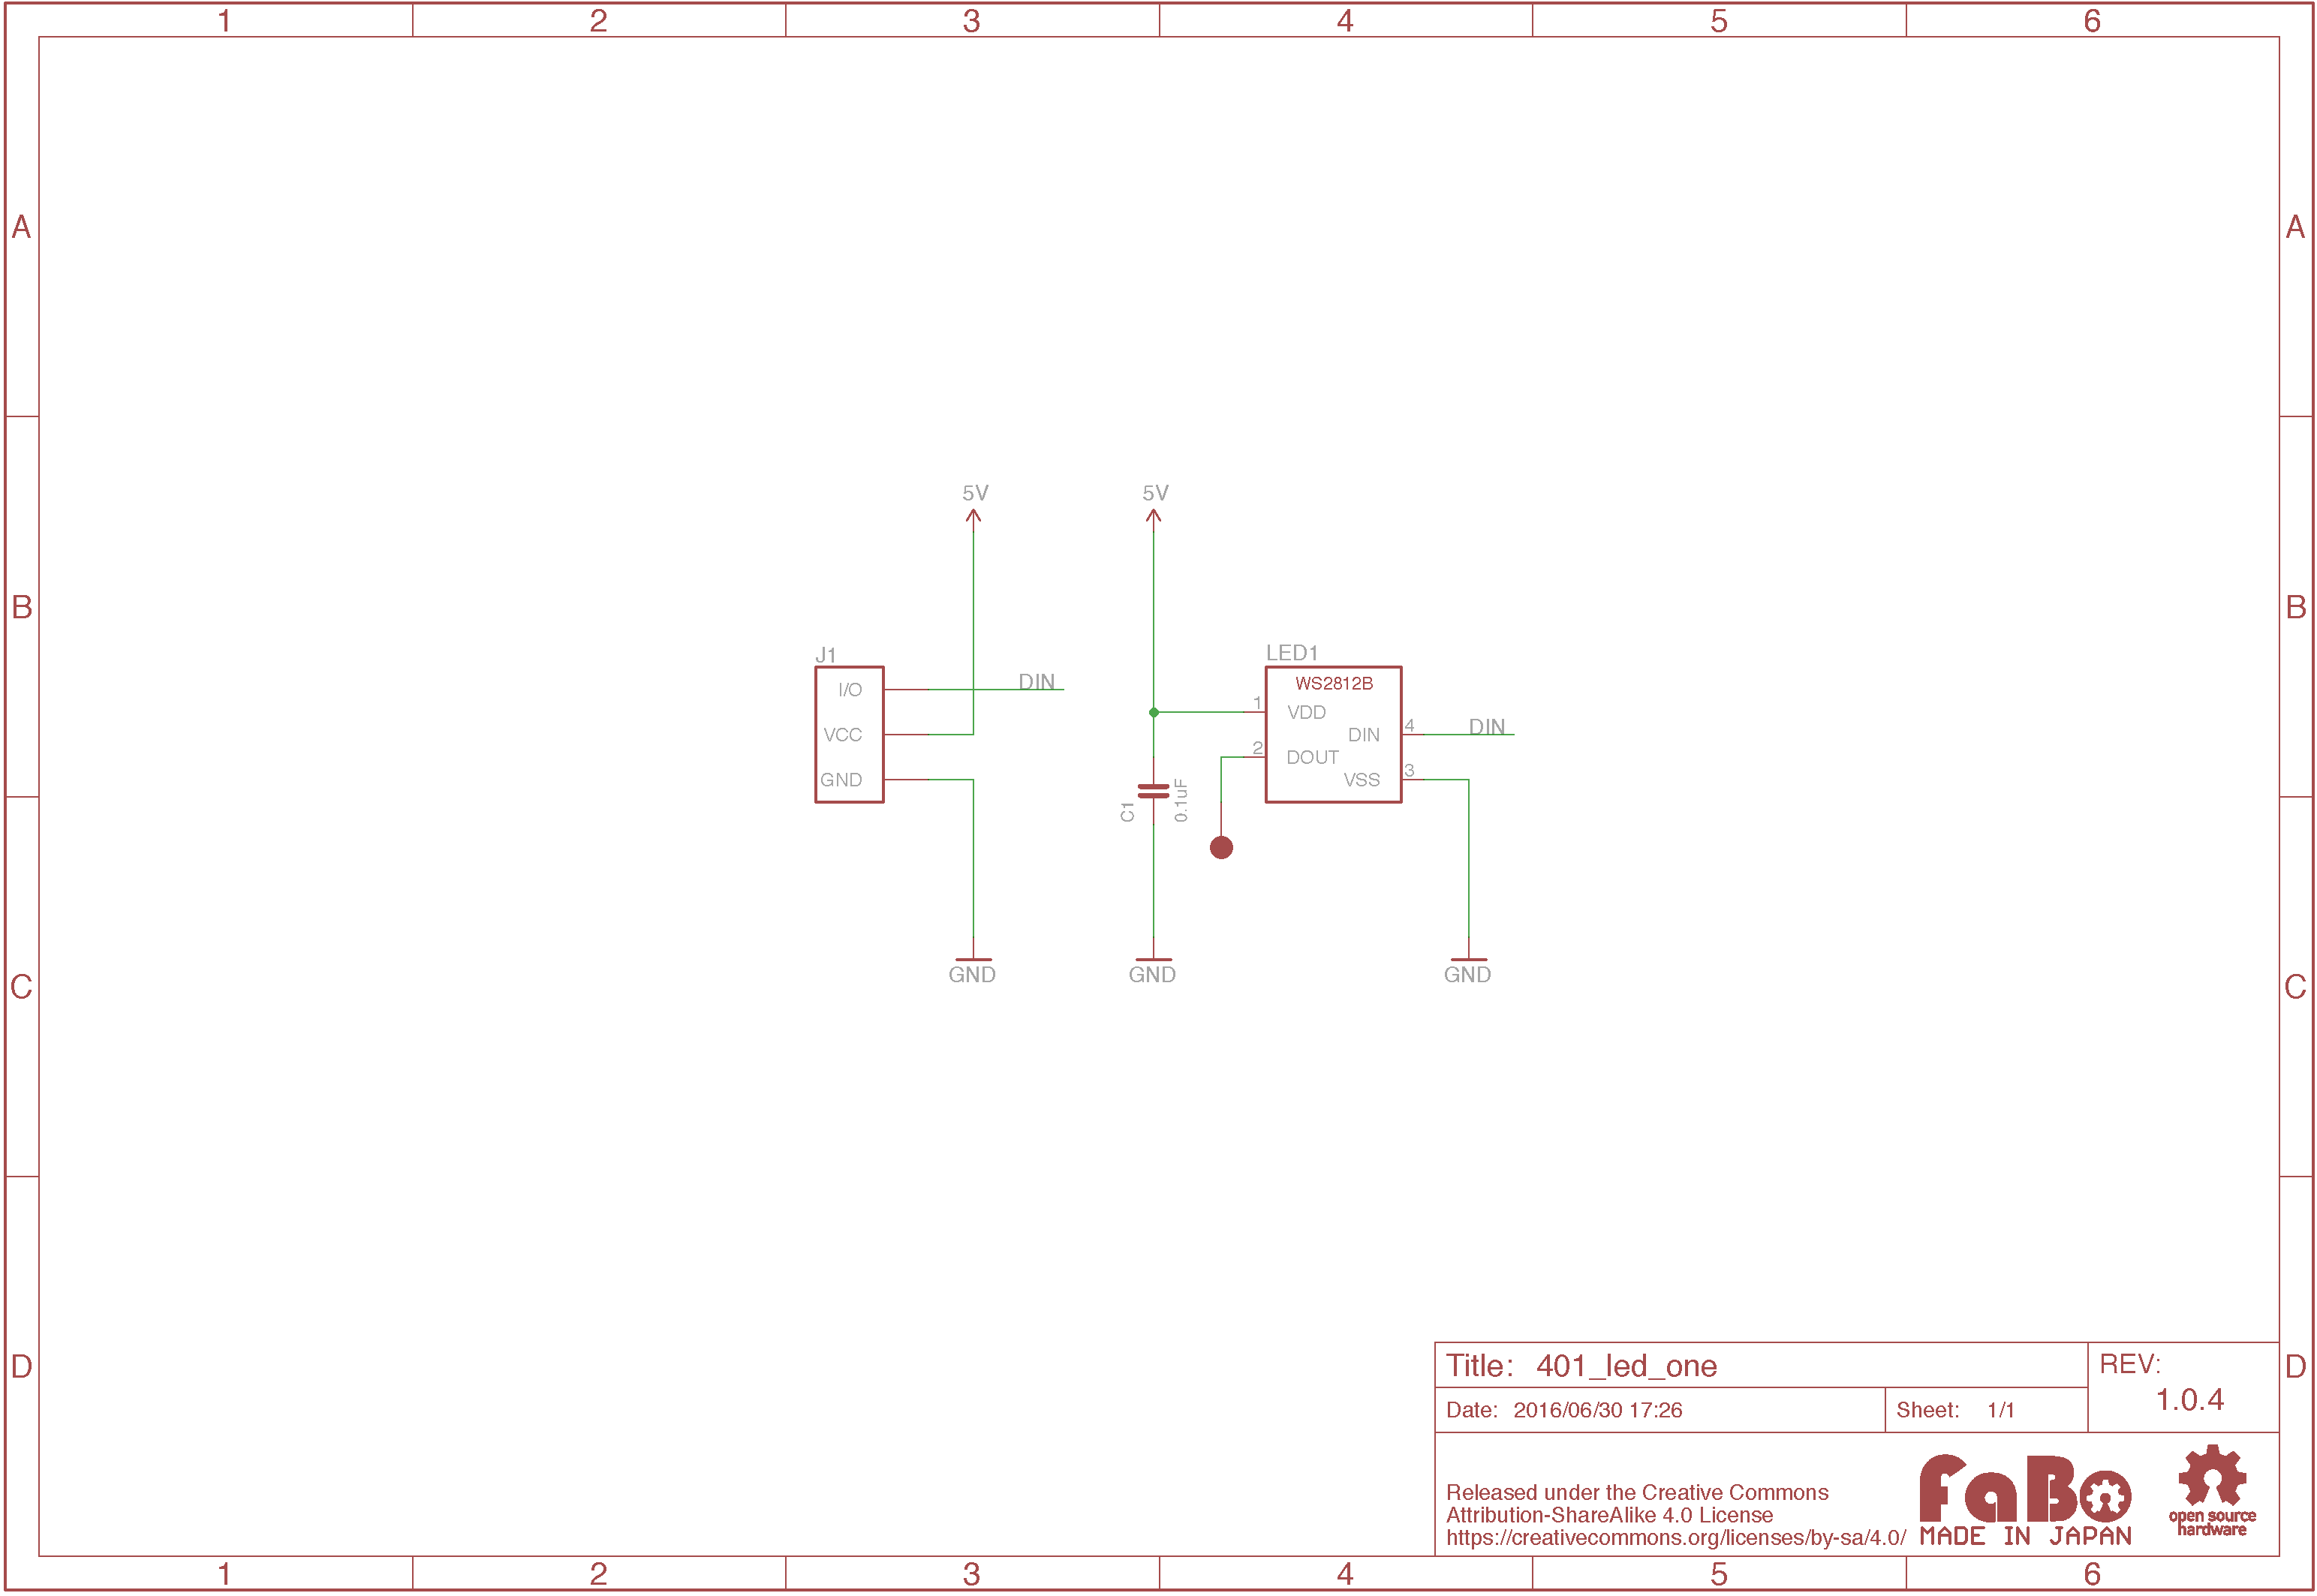 1 2 3 4 5 6
A A
5V 5V
B B
J1 LED1
I/O DIN WS2812B
1 VDD
VCC DIN 4 DIN
2 DOUT
GND VSS 3
C1 0.1uF
GND GND GND
C C
D D
Title: 401_led_one REV:
1.0.4
Date: 2016/06/30 17:26 Sheet: 1/1
Released under the Creative Commons
Attribution-ShareAlike 4.0 License
https://creativecommons.org/licenses/by-sa/4.0/
FaBo
MADE IN JAPAN
open source
hardware
1 2 3 4 5 6